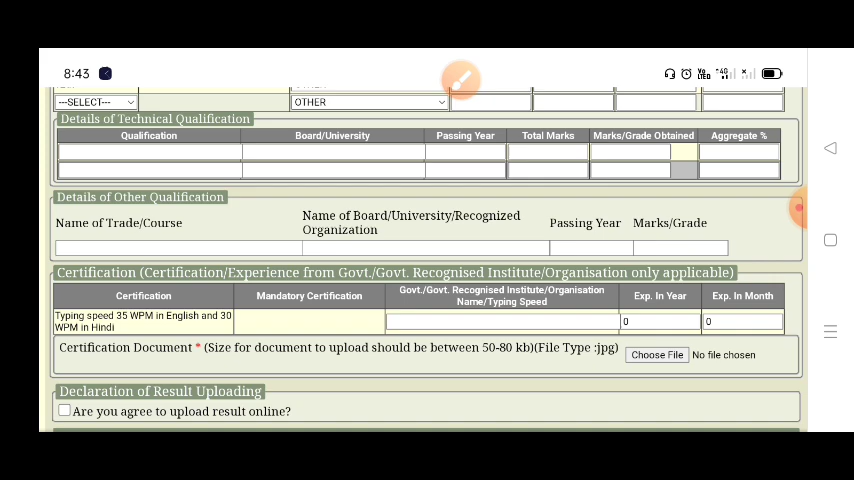 8:43
---SELECT---
OTHER
Details of Technical Qualification
Qualification Board/University Passing Year Total Marks Marks/Grade Obtained Aggregate %
Details of Other Qualification
Name of Trade/Course
Name of Board/University/Recognized
Organization
Passing Year
Marks/Grade
Certification (Certification/Experience from Govt./Govt. Recognised Institute/Organisation only applicable)
Certification
Mandatory Certification
Govt./Govt. Recognised Institute/Organisation
Name/Typing Speed
Exp. In Year
Exp. In Month
Typing speed 35 WPM in English and 30
WPM in Hindi
0
0
Certification Document * (Size for document to upload should be between 50-80 kb)(File Type :jpg)
Choose File No file chosen
Declaration of Result Uploading
Are you agree to upload result online?